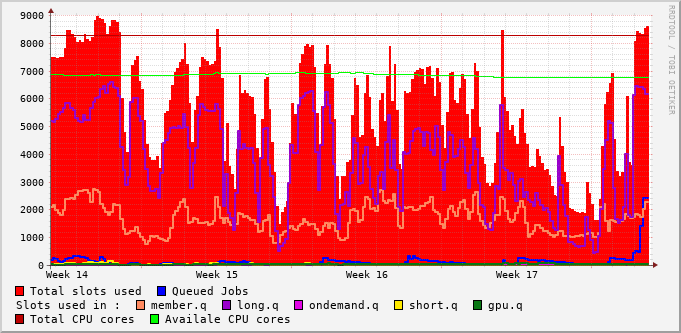 9000
8000
7000
6000
5000
4000
3000
2000
1000
0
Week 14 Week 15 Week 16 Week 17
RRDTOOL / TOBI OETIKER
Total slots used Queued Jobs
Slots used in : member.q long.q ondemand.q short.q gpu.q
Total CPU cores Availale CPU cores